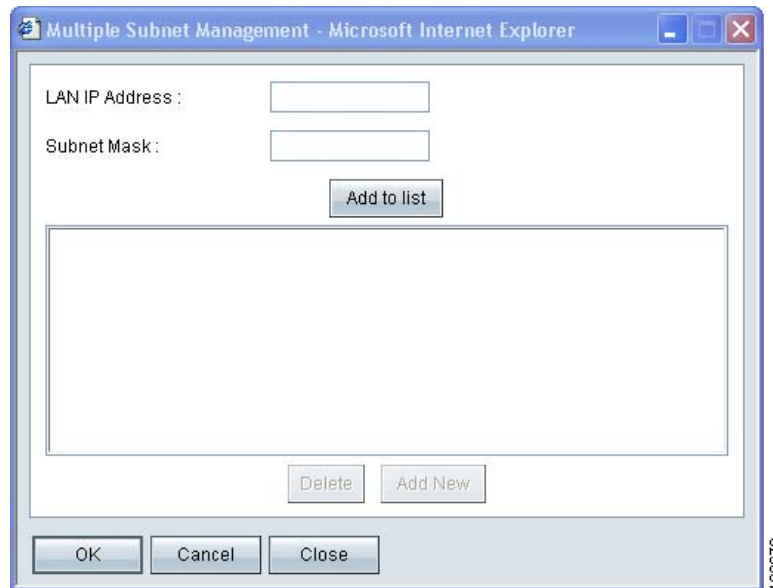 Multiple Subnet Management - Microsoft Internet Explorer
LAN IP Address :
Subnet Mask :
Add to list
Delete
Add New
OK
Cancel
Close